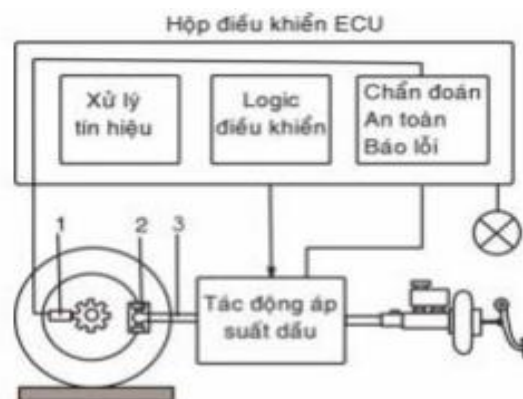 Hộp điều khiển ECU
Xử lý
tín hiệu
Logic
điều khiển
Chẩn đoán
An toàn
Báo lỗi
1
2
3
Tác động áp
suất dầu